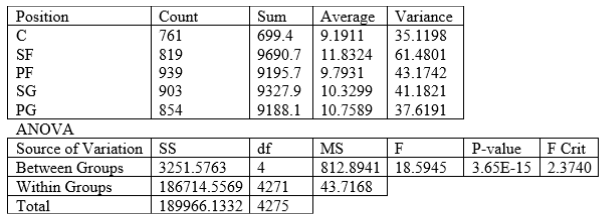 Position Count Sum Average Variance
C 761 699.4 9.1911 35.1198
SF 819 9690.7 11.8324 61.4801
PF 939 9195.7 9.7931 43.1742
SG 903 9327.9 10.3299 41.1821
PG 854 9188.1 10.7589 37.6191
ANOVA
Source of Variation SS df MS F P-value F Crit
Between Groups 3251.5763 4 812.8941 18.5945 3.65E-15 2.3740
Within Groups 186714.5569 4271 43.7168
Total 189966.1332 4275